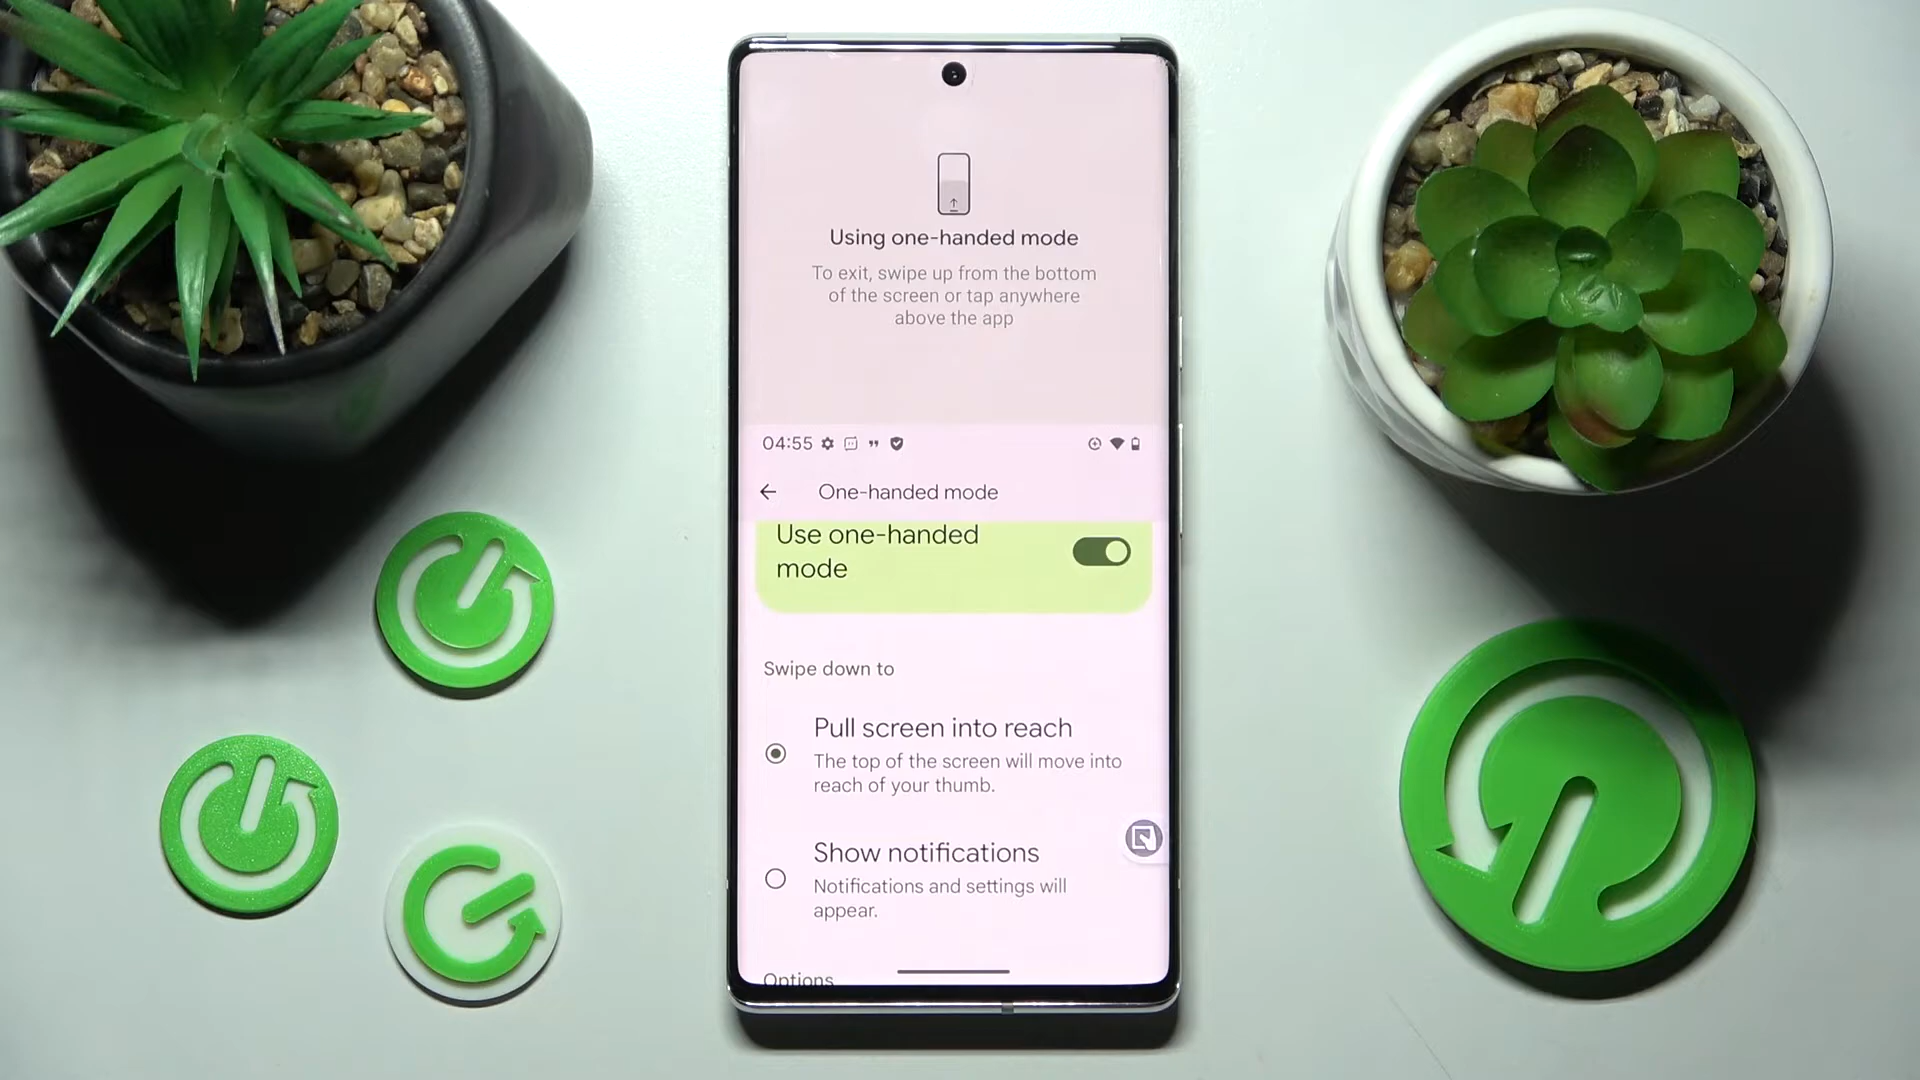 Using one-handed mode
To exit, swipe up from the bottom
of the screen or tap anywhere
above the app
04:55
One-handed mode
Use one-handed
mode
Swipe down to
Pull screen into reach
The top of the screen will move into
reach of your thumb.
Show notifications
Notifications and settings will
appear.
Options